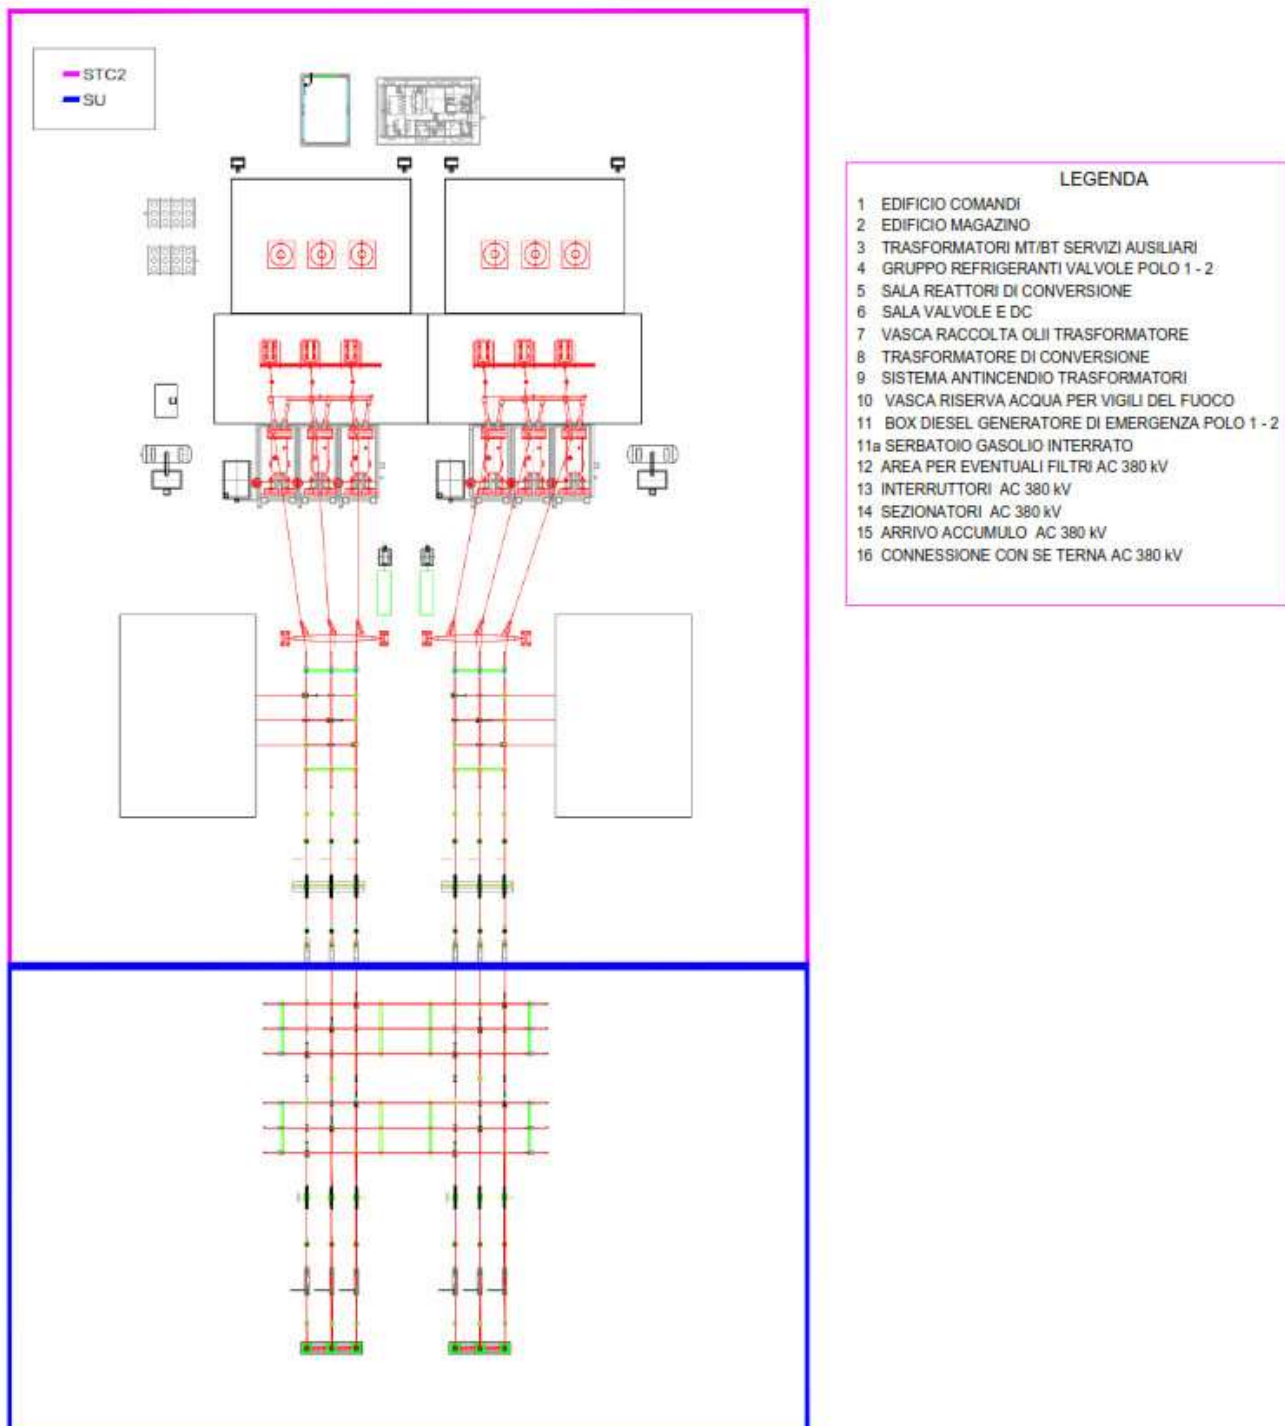 STC2
SU
LEGENDA
1 EDIFICIO COMANDI
2 EDIFICIO MAGAZINO
3 TRASFORMATORI MT/BT SERVIZI AUSILIARI
4 GRUPPO REFRIGERANTI VALVOLE POLO 1 - 2
5 SALA REATTORI DI CONVERSIONE
6 SALA VALVOLE E DC
7 VASCA RACCOLTA OLII TRASFORMATORE
8 TRASFORMATORE DI CONVERSIONE
9 SISTEMA ANTINCENDIO TRASFORMATORI
10 VASCA RISERVA ACQUA PER VIGILI DEL FUOCO
11 BOX DIESEL GENERATORE DI EMERGENZA POLO 1 - 2
11a SERBATOIO GASOLIO INTERRATO
12 AREA PER EVENTUALI FILTRI AC 380 kV
13 INTERRUTTORI AC 380 kV
14 SEZIONATORI AC 380 kV
15 ARRIVO ACCUMULO AC 380 kV
16 CONNESSIONE CON SE TERNA AC 380 kV